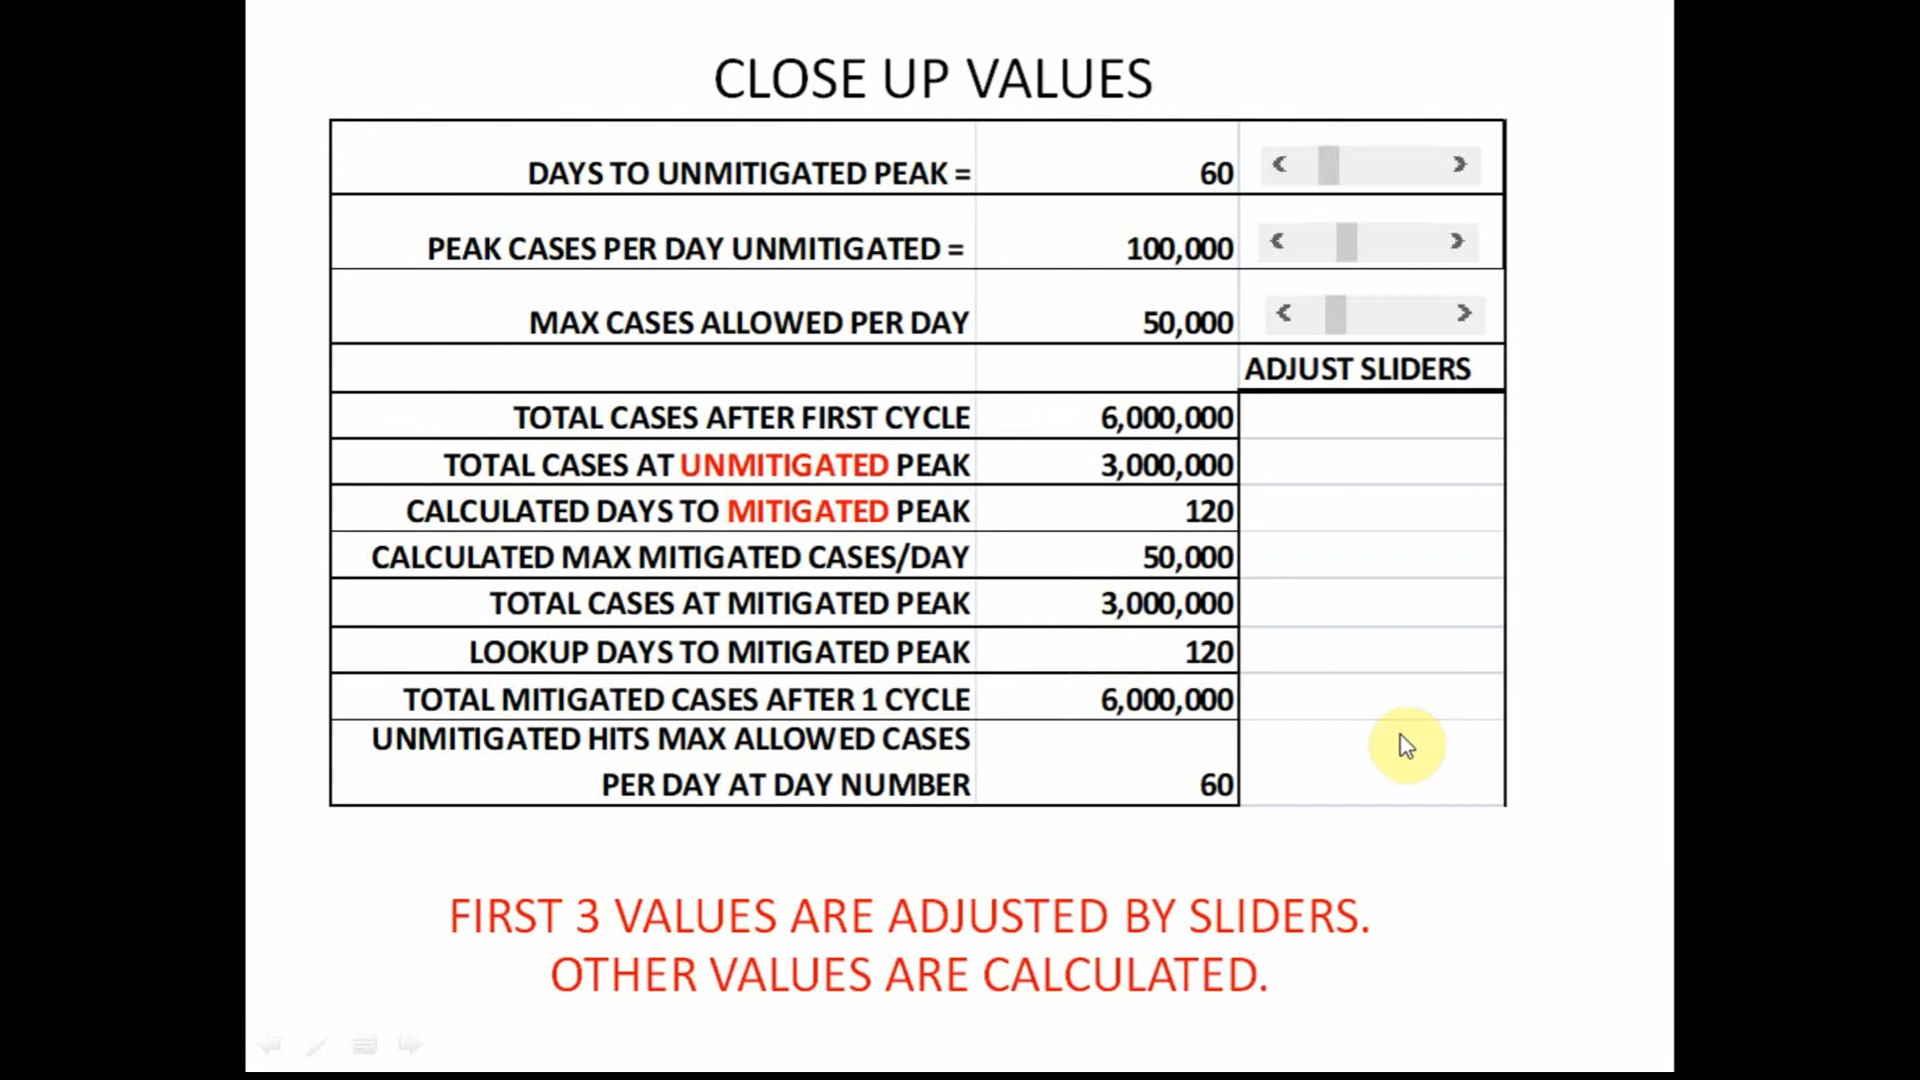 CLOSE UP VALUES
DAYS TO UNMITIGATED PEAK = 60
PEAK CASES PER DAY UNMITIGATED = 100,000
MAX CASES ALLOWED PER DAY 50,000
ADJUST SLIDERS
TOTAL CASES AFTER FIRST CYCLE 6,000,000
TOTAL CASES AT UNMITIGATED PEAK 3,000,000
CALCULATED DAYS TO MITIGATED PEAK 120
CALCULATED MAX MITIGATED CASES/DAY 50,000
TOTAL CASES AT MITIGATED PEAK 3,000,000
LOOKUP DAYS TO MITIGATED PEAK 120
TOTAL MITIGATED CASES AFTER 1 CYCLE 6,000,000
UNMITIGATED HITS MAX ALLOWED CASES
PER DAY AT DAY NUMBER 60
FIRST 3 VALUES ARE ADJUSTED BY SLIDERS.
OTHER VALUES ARE CALCULATED.